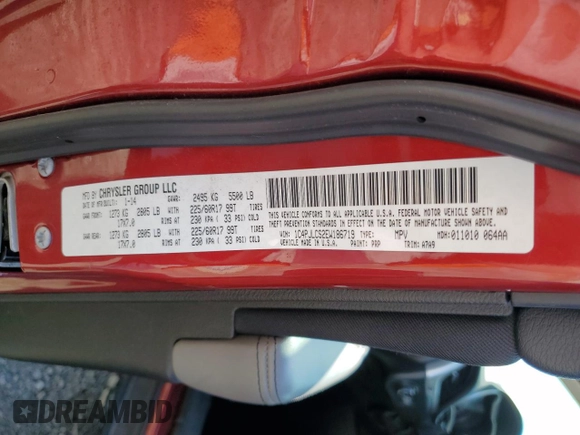 MFD BY CHRYSLER GROUP LLC
DATE OF MFR 1-14 GVWR: 2495 KG 5500 LB
GAWR FRONT: 1273 KG 2805 LB WITH 225/60R17 99T TIRES
17X7.0 RIMS AT 230 KPA ( 33 PSI) COLD
GAWR REAR: 1273 KG 2805 LB WITH 225/60R17 99T TIRES
17X7.0 RIMS AT 230 KPA ( 33 PSI) COLD
THIS VEHICLE CONFORMS TO ALL APPLICABLE U.S.A. FEDERAL MOTOR VEHICLE SAFETY AND
THEFT PREVENTION STANDARDS IN EFFECT ON THE DATE OF MANUFACTURE SHOWN ABOVE.
VIN: 1C4PJLCS2EW186719 TYPE: MPV MDH: 011010 064AA
MADE IN U.S.A. PAINT: PRP TRIM: A7A9
DREAMBID